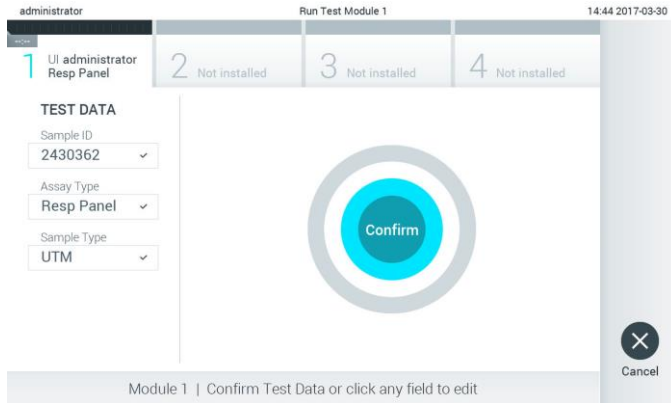 administrator Run Test Module 1 14:44 2017-03-30
--:--
1 UI administrator
Resp Panel
2 Not installed
3 Not installed
4 Not installed
TEST DATA
Sample ID
2430362
Assay Type
Resp Panel
Sample Type
UTM
Confirm
Cancel
Module 1 | Confirm Test Data or click any field to edit